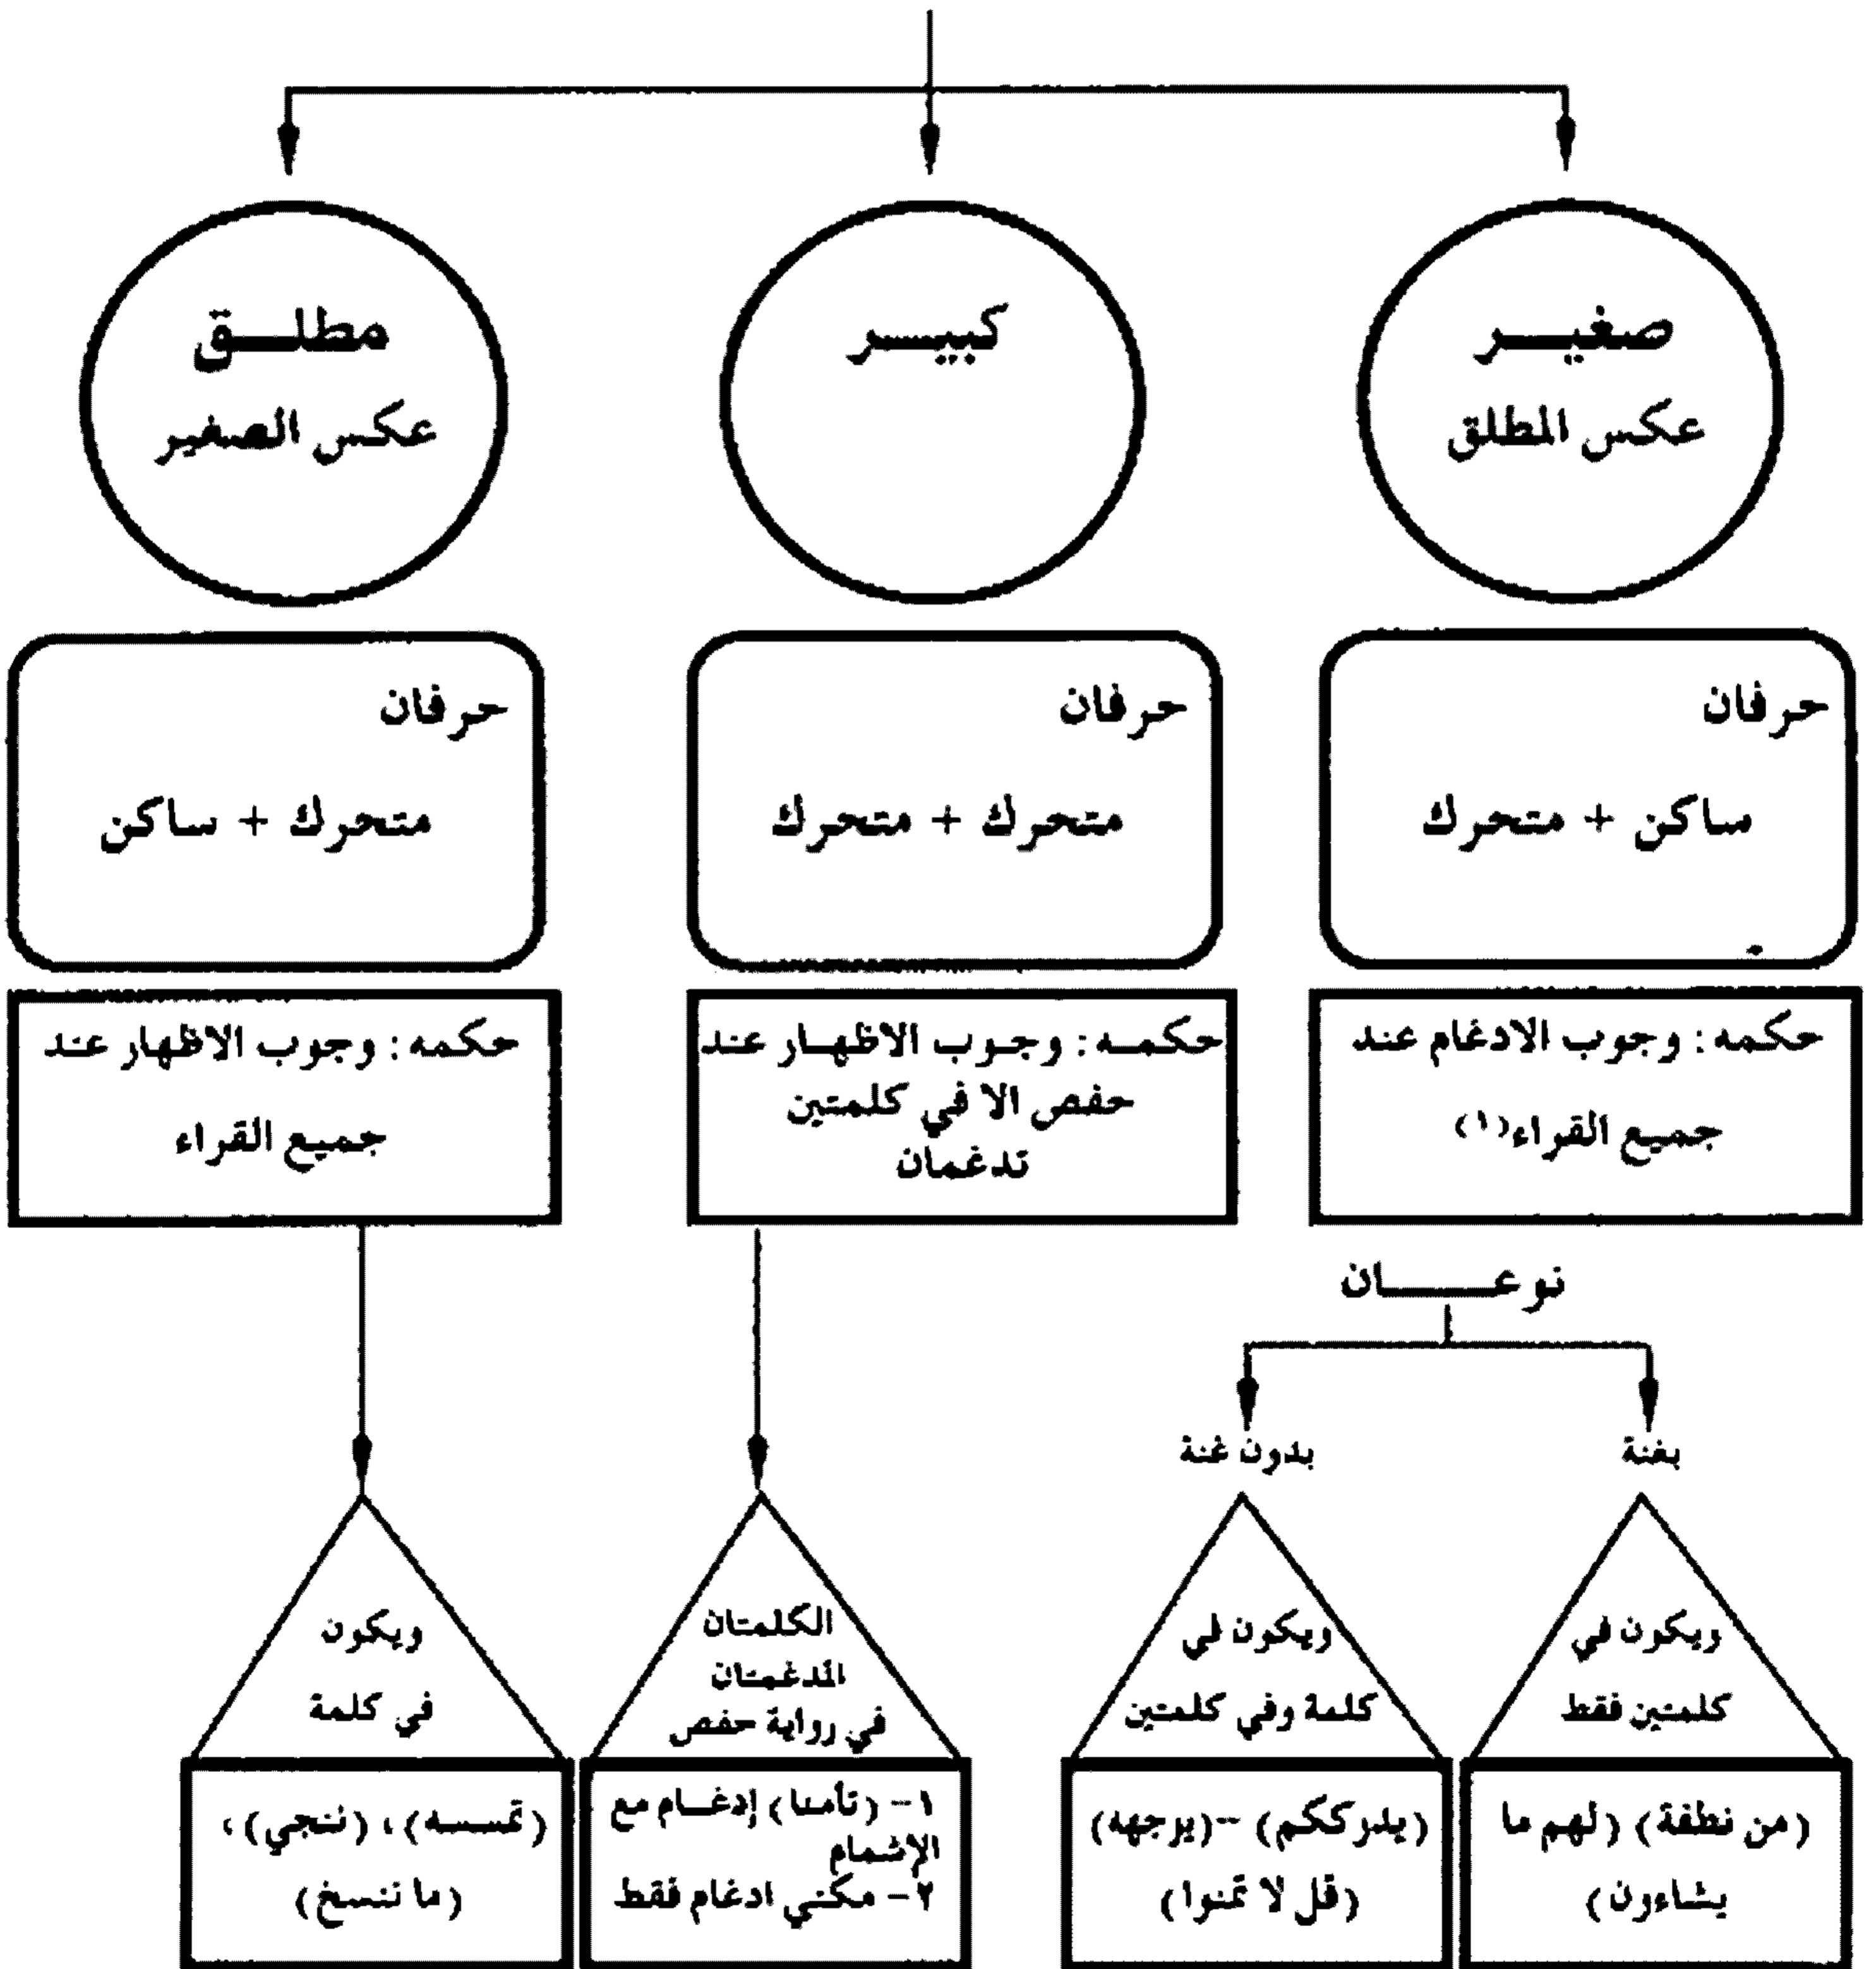 صغير
عكس المطلق
كبير
مطلق
عكس الصغير
حرفان
ساكن + متحرك
حرفان
متحرك + متحرك
حرفان
متحرك + ساكن
حكمه : وجوب الادغام عند
جميع القراء (١)
حكمه : وجوب الاظهار عند
حفص الا في كلمتين
تدغمان
حكمه : وجوب الاظهار عند
جميع القراء
نوعان
بغنة
بدون غنة
ويكون في
كلمتين فقط
(من نطفة) (لهم ما
يشاءون)
ويكون في
كلمة وفي كلمتين
(يدرككم) - (يرجهه)
(قل لا تمنوا)
الكلمتان
المدغمتان
في رواية حفص
١- (تأمنا) إدغام مع
الإشمام
٢- مكني ادغام فقط
ويكون
في كلمة
(تمسسه)، (ننجي)،
(ما ننسخ)